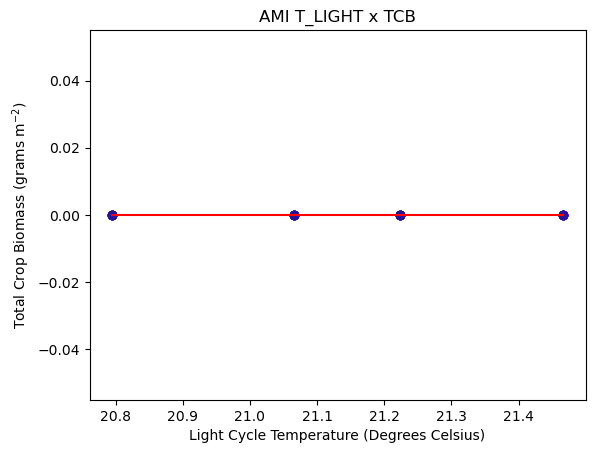 AMI T_LIGHT x TCB
Total Crop Biomass (grams m⁻²)
0.04
0.02
0.00
−0.02
−0.04
20.8 20.9 21.0 21.1 21.2 21.3 21.4
Light Cycle Temperature (Degrees Celsius)